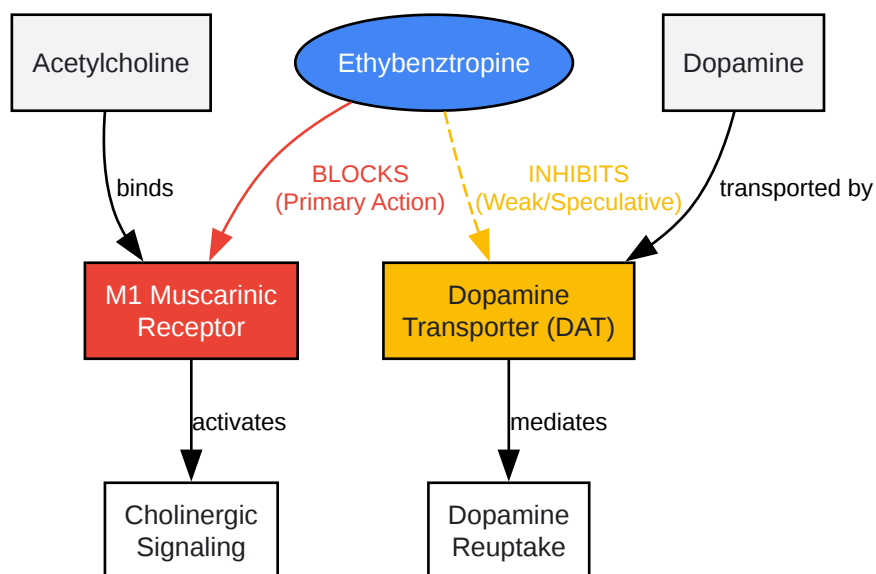 Acetylcholine
Ethybenztropine
Dopamine
binds
BLOCKS
(Primary Action)
INHIBITS
(Weak/Speculative)
transported by
M1 Muscarinic
Receptor
Dopamine
Transporter (DAT)
activates
mediates
Cholinergic
Signaling
Dopamine
Reuptake